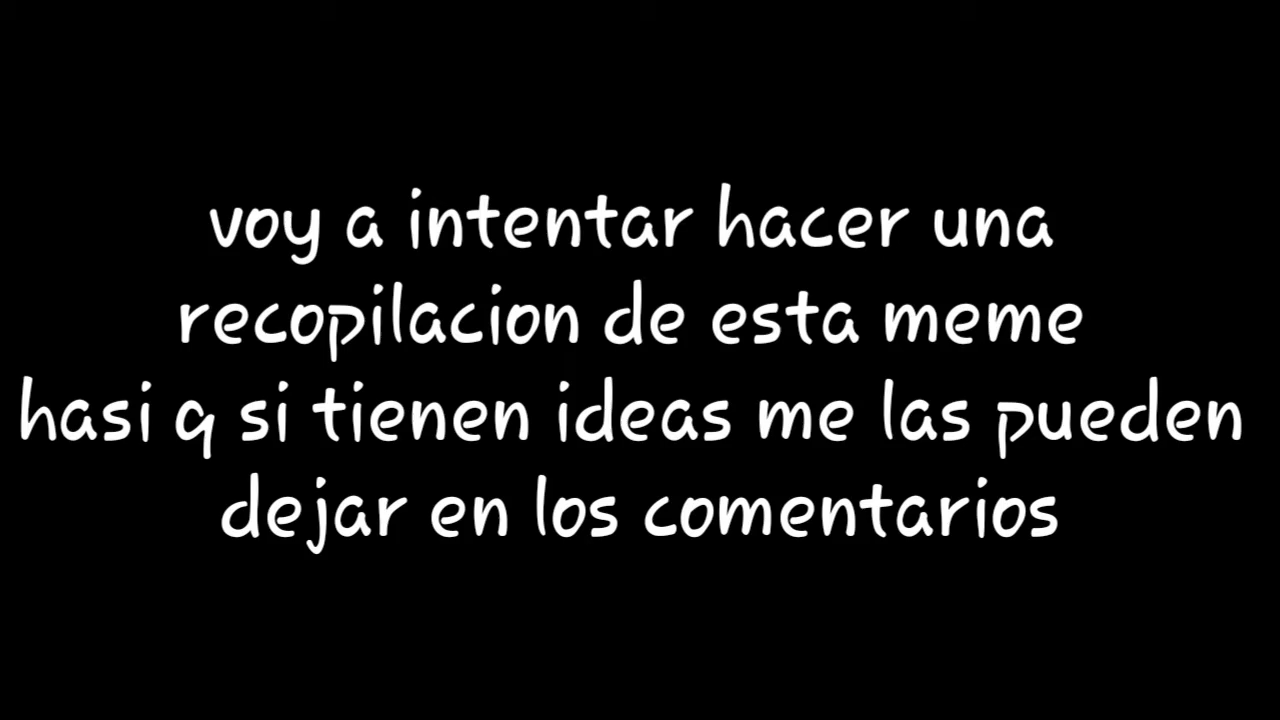 voy a intentar hacer una
recopilacion de esta meme
hasi q si tienen ideas me las pueden
dejar en los comentarios